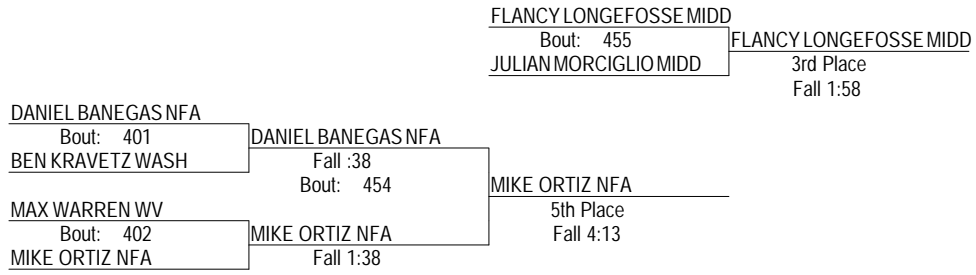 FLANCY LONGEFOSSE MIDD
Bout: 455 FLANCY LONGEFOSSE MIDD
JULIAN MORCIGLIO MIDD 3rd Place
Fall 1:58
DANIEL BANEGAS NFA
Bout: 401 DANIEL BANEGAS NFA
BEN KRAVETZ WASH Fall :38
Bout: 454 MIKE ORTIZ NFA
MAX WARREN WV 5th Place
Bout: 402 MIKE ORTIZ NFA Fall 4:13
MIKE ORTIZ NFA Fall 1:38